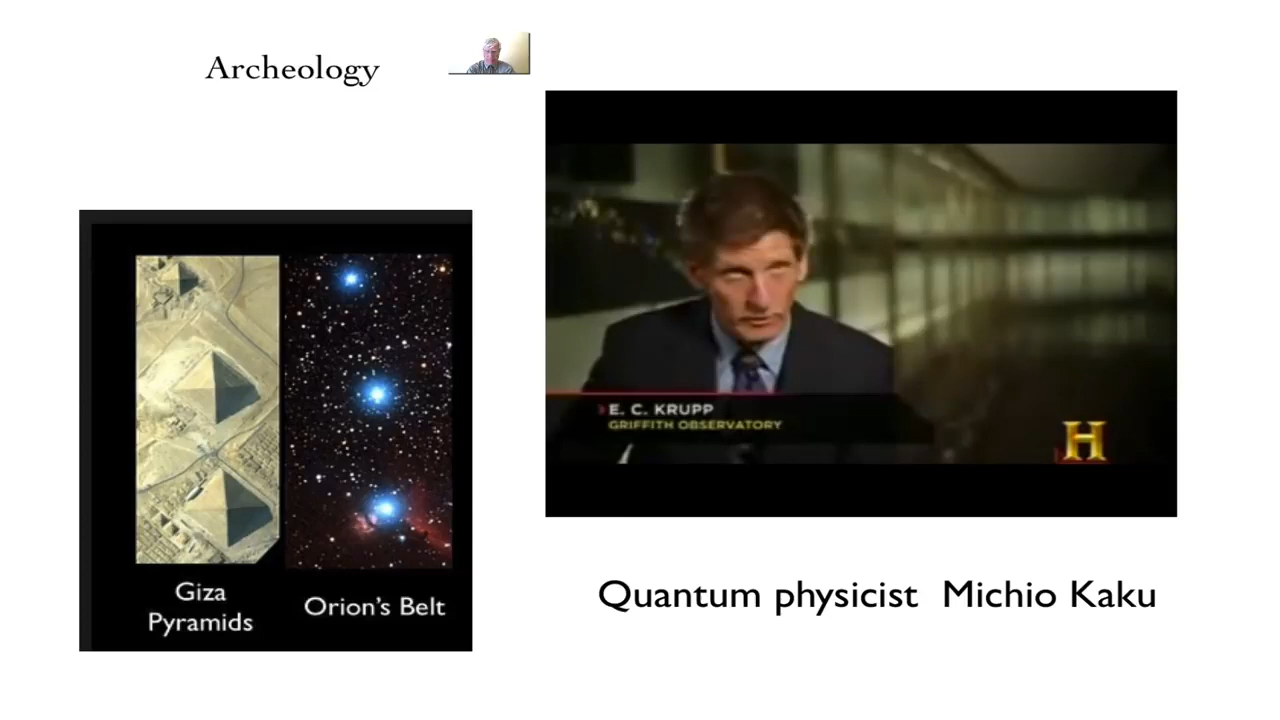 Archeology
Giza
Pyramids
Orion's Belt
E. C. KRUPP
GRIFFITH OBSERVATORY
H
Quantum physicist Michio Kaku